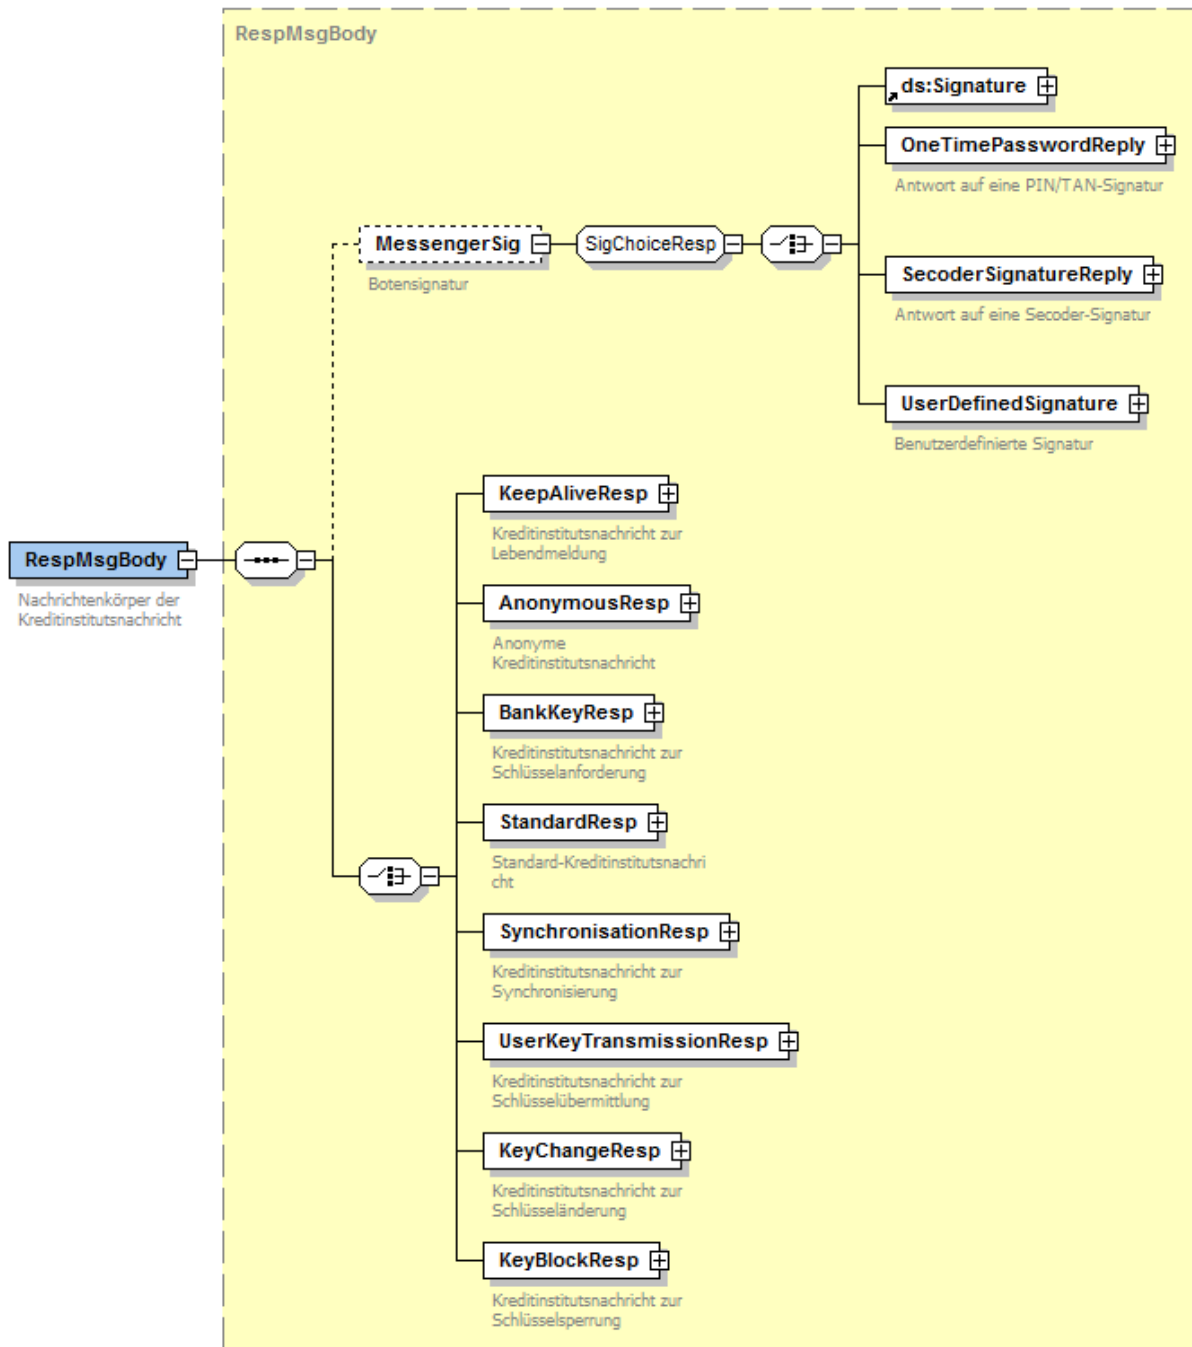 RespMsgBody
ds:Signature
OneTimePasswordReply
Antwort auf eine PIN/TAN-Signatur
MessengerSig
SigChoiceResp
Botensignatur
SecoderSignatureReply
Antwort auf eine Secoder-Signatur
UserDefinedSignature
Benutzerdefinierte Signatur
KeepAliveResp
Kreditinstitutsnachricht zur
Lebendmeldung
RespMsgBody
Nachrichtenkörper der
Kreditinstitutsnachricht
AnonymousResp
Anonyme
Kreditinstitutsnachricht
BankKeyResp
Kreditinstitutsnachricht zur
Schlüsselanforderung
StandardResp
Standard-Kreditinstitutsnachri
cht
SynchronisationResp
Kreditinstitutsnachricht zur
Synchronisierung
UserKeyTransmissionResp
Kreditinstitutsnachricht zur
Schlüsselübermittlung
KeyChangeResp
Kreditinstitutsnachricht zur
Schlüsseländerung
KeyBlockResp
Kreditinstitutsnachricht zur
Schlüsselsperrung